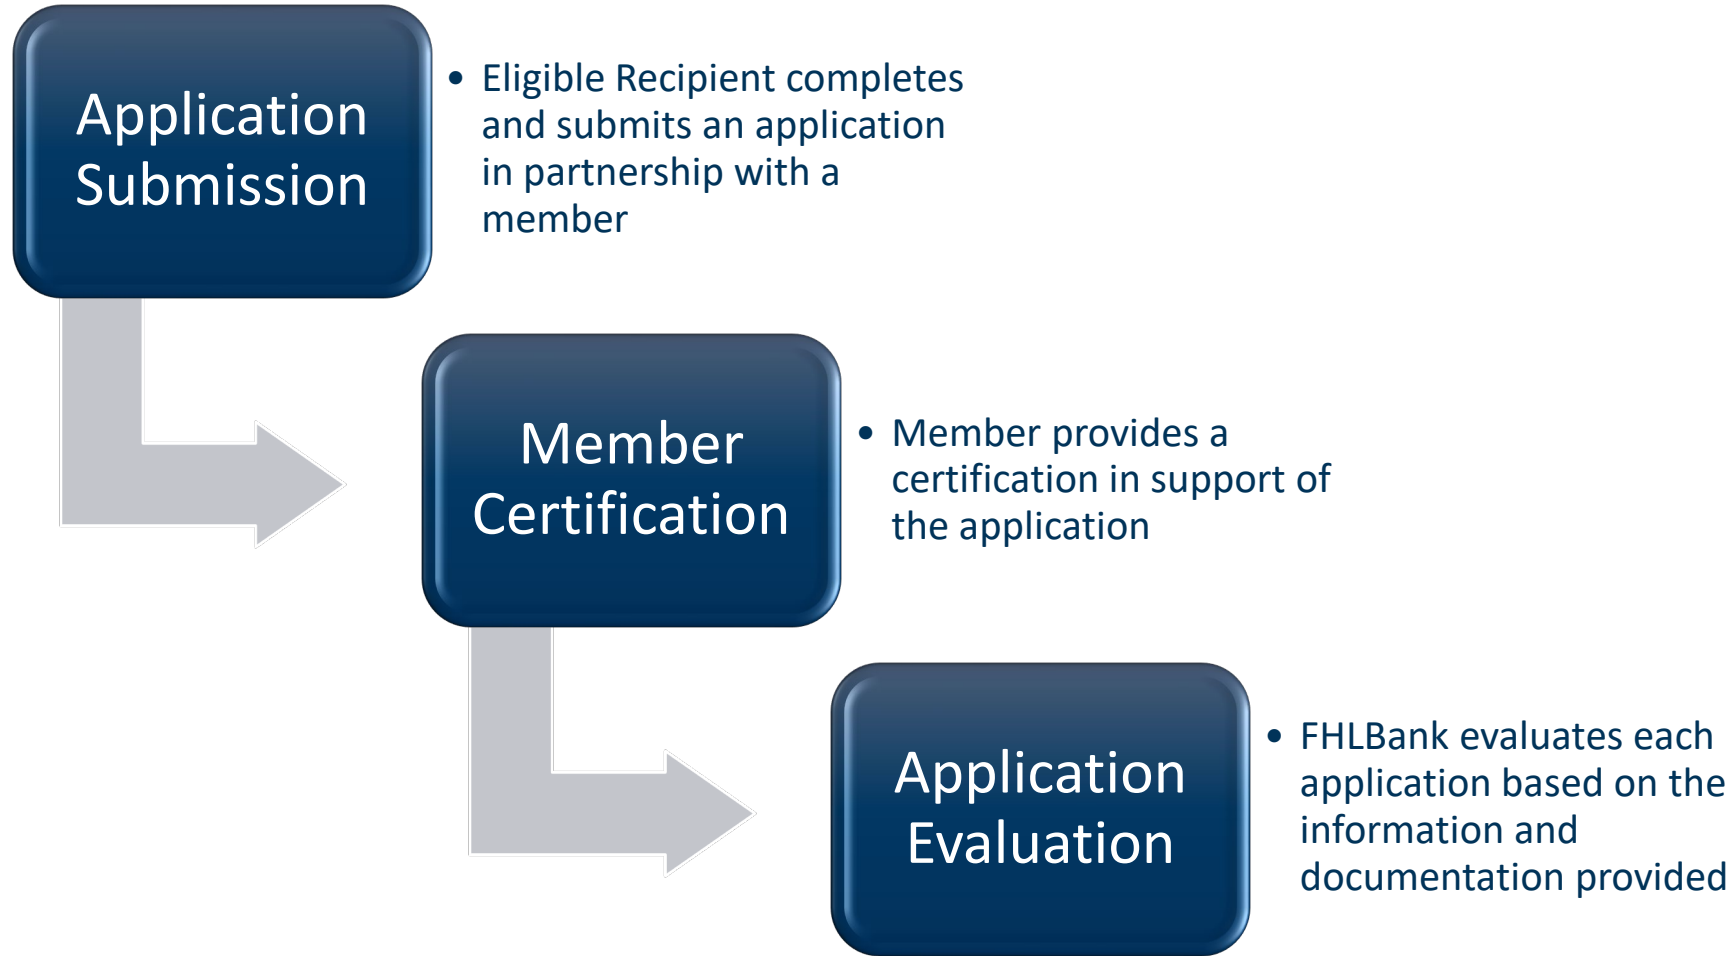 Application
Submission
• Eligible Recipient completes
and submits an application
in partnership with a
member
Member
Certification
• Member provides a
certification in support of
the application
Application
Evaluation
• FHLBank evaluates each
application based on the
information and
documentation provided